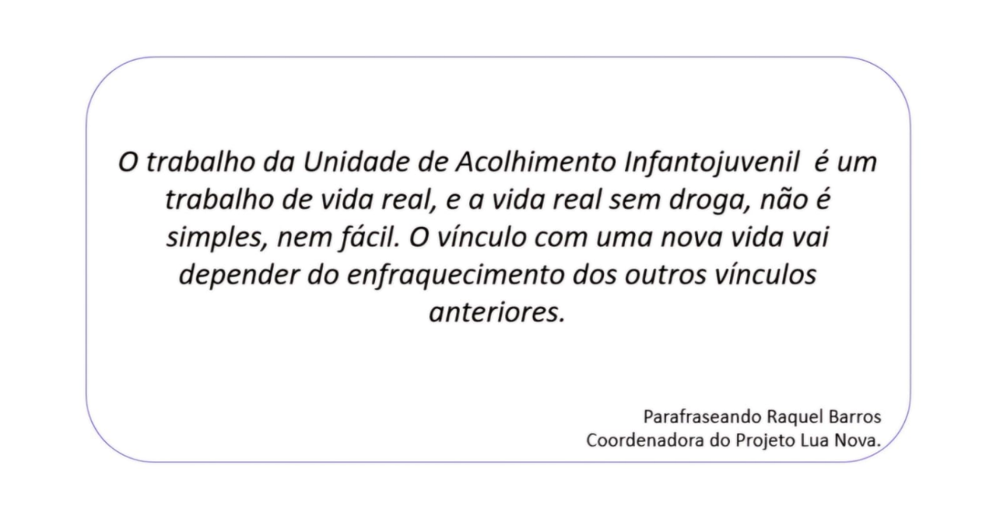 O trabalho da Unidade de Acolhimento Infantojuvenil é um
trabalho de vida real, e a vida real sem droga, não é
simples, nem fácil. O vínculo com uma nova vida vai
depender do enfraquecimento dos outros vínculos
anteriores.
Parafraseando Raquel Barros
Coordenadora do Projeto Lua Nova.